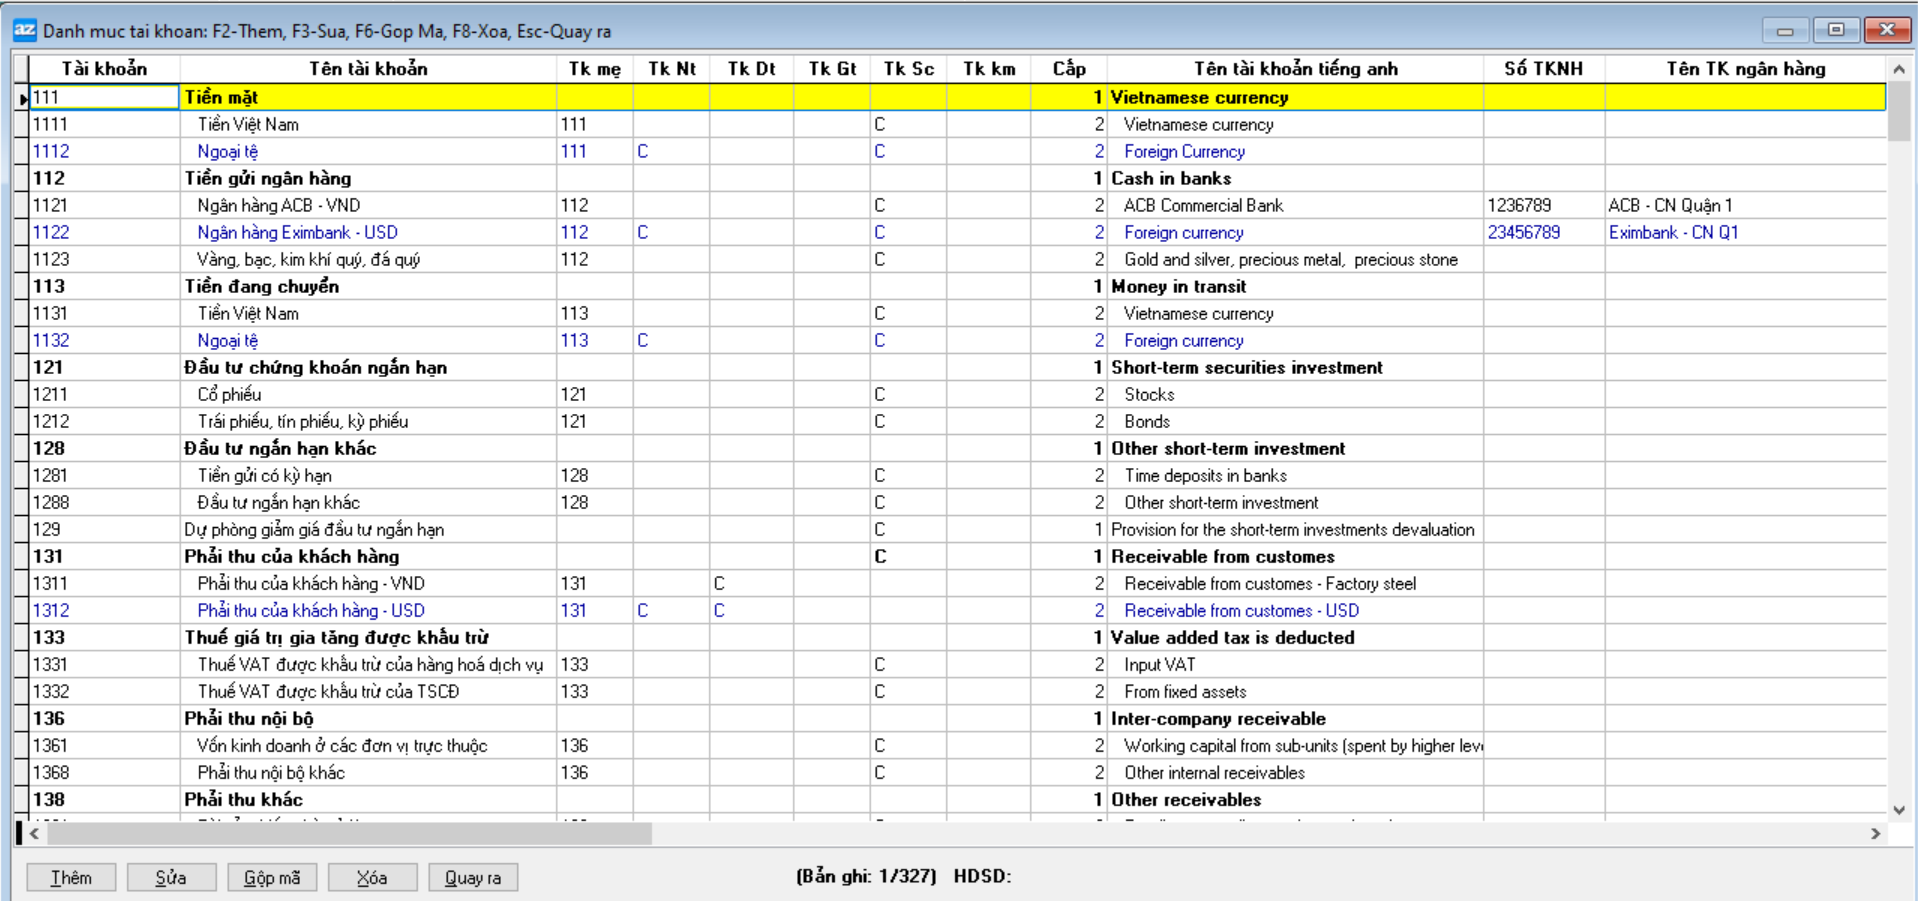 az Danh muc tai khoan: F2-Them, F3-Sua, F6-Gop Ma, F8-Xoa, Esc-Quay ra
Tài khoản Tên tài khoản Tk mẹ Tk Nt Tk Dt Tk Gt Tk Sc Tk km Cấp Tên tài khoản tiếng anh Số TKNH Tên TK ngân hàng
111 Tiền mặt 1 Vietnamese currency
1111 Tiền Việt Nam 111 C 2 Vietnamese currency
1112 Ngoại tệ 111 C C 2 Foreign Currency
112 Tiền gửi ngân hàng 1 Cash in banks
1121 Ngân hàng ACB - VND 112 C 2 ACB Commercial Bank 1236789 ACB - CN Quận 1
1122 Ngân hàng Eximbank - USD 112 C C 2 Foreign currency 23456789 Eximbank - CN Q1
1123 Vàng, bạc, kim khí quý, đá quý 112 C 2 Gold and silver, precious metal, precious stone
113 Tiền đang chuyển 1 Money in transit
1131 Tiền Việt Nam 113 C 2 Vietnamese currency
1132 Ngoại tệ 113 C C 2 Foreign currency
121 Đầu tư chứng khoán ngắn hạn 1 Short-term securities investment
1211 Cổ phiếu 121 C 2 Stocks
1212 Trái phiếu, tín phiếu, kỳ phiếu 121 C 2 Bonds
128 Đầu tư ngắn hạn khác 1 Other short-term investment
1281 Tiền gửi có kỳ hạn 128 C 2 Time deposits in banks
1288 Đầu tư ngắn hạn khác 128 C 2 Other short-term investment
129 Dự phòng giảm giá đầu tư ngắn hạn C 1 Provision for the short-term investments devaluation
131 Phải thu của khách hàng C 1 Receivable from customes
1311 Phải thu của khách hàng - VND 131 C 2 Receivable from customes - Factory steel
1312 Phải thu của khách hàng - USD 131 C C 2 Receivable from customes - USD
133 Thuế giá trị gia tăng được khấu trừ 1 Value added tax is deducted
1331 Thuế VAT được khấu trừ của hàng hoá dịch vụ 133 C 2 Input VAT
1332 Thuế VAT được khấu trừ của TSCĐ 133 C 2 From fixed assets
136 Phải thu nội bộ 1 Inter-company receivable
1361 Vốn kinh doanh ở các đơn vị trực thuộc 136 C 2 Working capital from sub-units (spent by higher leve
1368 Phải thu nội bộ khác 136 C 2 Other internal receivables
138 Phải thu khác 1 Other receivables
Thêm Sửa Gộp mã Xóa Quay ra (Bản ghi: 1/327) HDSD: